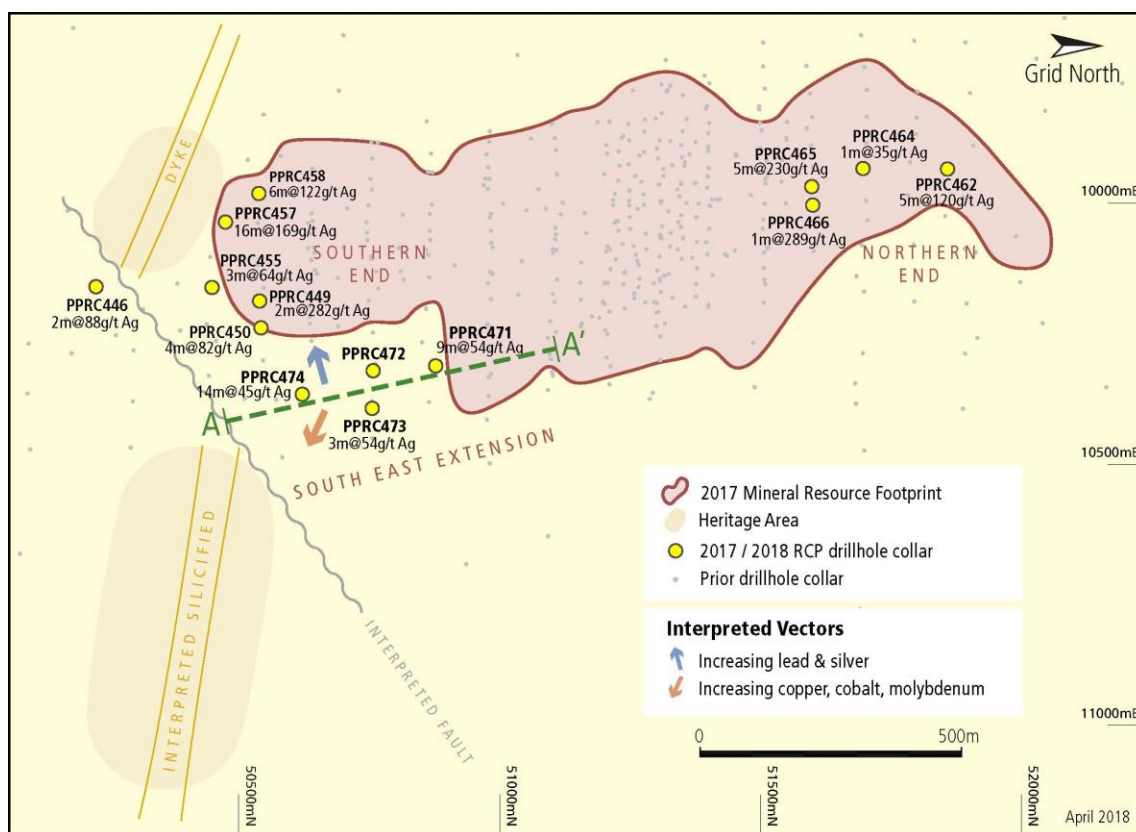 Grid North
DYKE
PPRC458
6m@122g/t Ag
PPRC457
16m@169g/t Ag
PPRC455
3m@64g/t Ag
PPRC449
2m@282g/t Ag
PPRC446
2m@88g/t Ag
PPRC450
4m@82g/t Ag
SOUTHERN
END
PPRC465
5m@230g/t Ag
PPRC464
1m@35g/t Ag
PPRC462
5m@120g/t Ag
PPRC466
1m@289g/t Ag
NORTHERN
END
10000mE
PPRC471
9m@54g/t Ag
PPRC472
PPRC474
14m@45g/t Ag
PPRC473
3m@54g/t Ag
A
A'
SOUTH EAST EXTENSION
10500mE
INTERPRETED SILICIFIED
INTERPRETED FAULT
2017 Mineral Resource Footprint
Heritage Area
2017 / 2018 RCP drillhole collar
Prior drillhole collar
Interpreted Vectors
Increasing lead & silver
Increasing copper, cobalt, molybdenum
11000mE
0
500m
50500mN
51000mN
51500mN
52000mN
April 2018